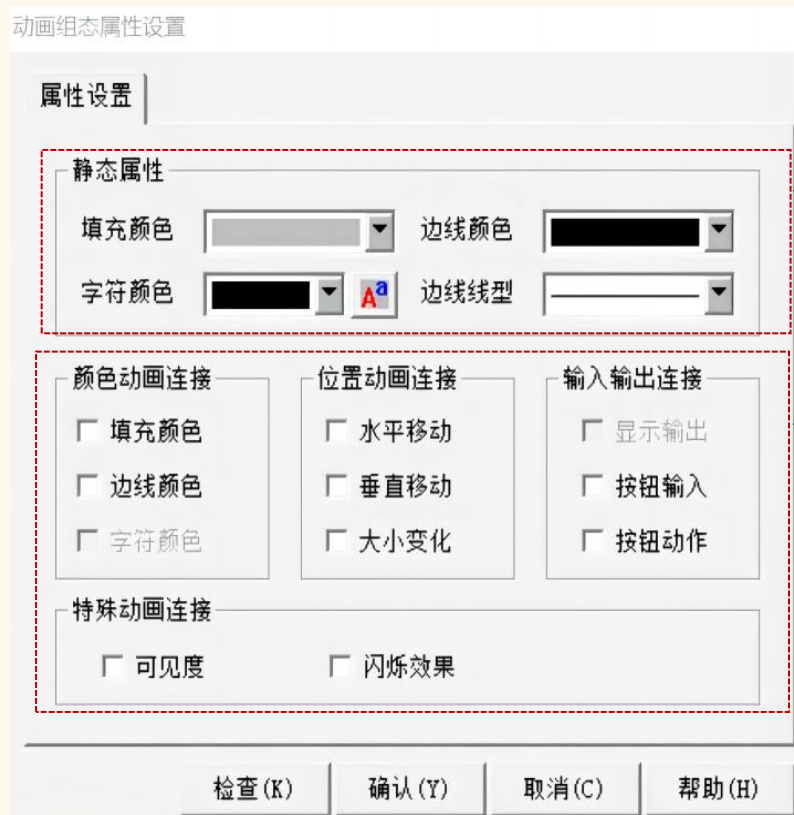 动画组态属性设置
属性设置
静态属性
填充颜色 边线颜色
字符颜色 Aa 边线线型
颜色动画连接 位置动画连接 输入输出连接
填充颜色 水平移动 显示输出
边线颜色 垂直移动 按钮输入
字符颜色 大小变化 按钮动作
特殊动画连接
可见度 闪烁效果
检查(K) 确认(Y) 取消(C) 帮助(H)